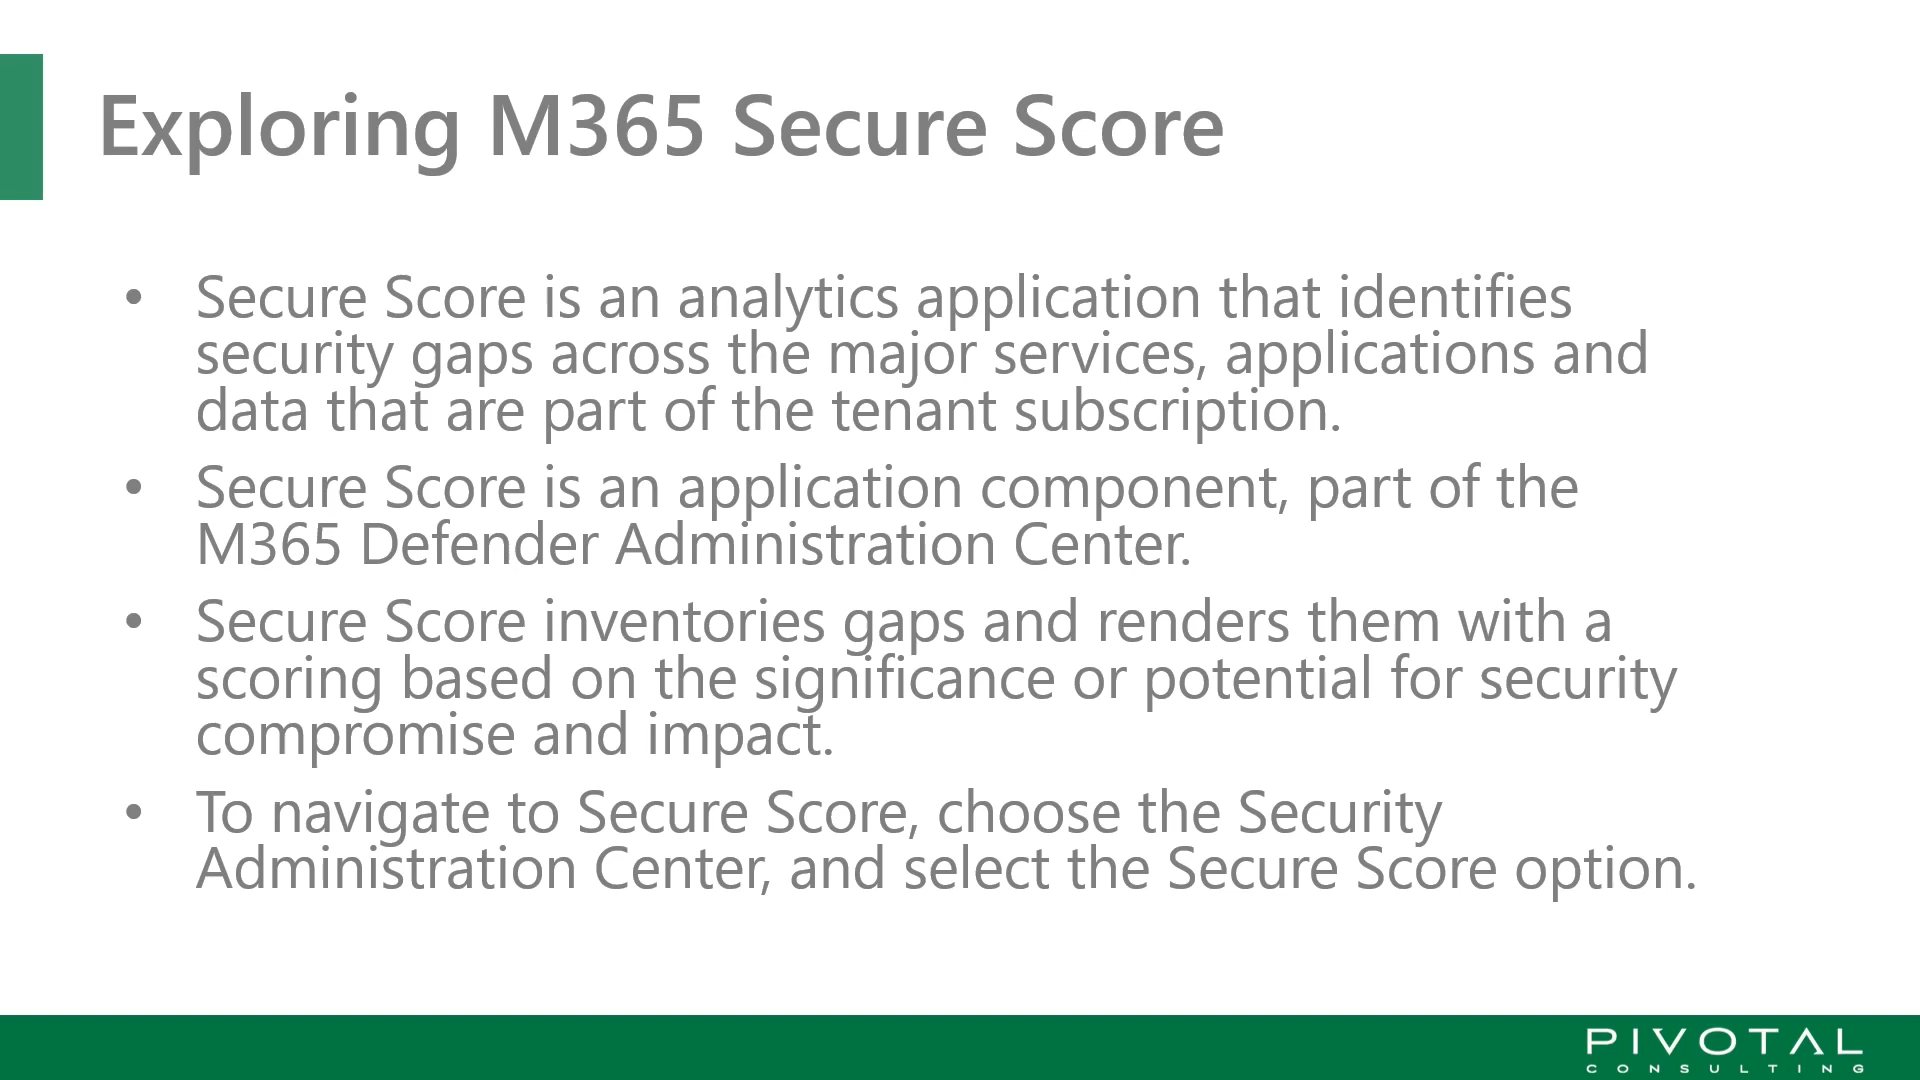 Exploring M365 Secure Score
• Secure Score is an analytics application that identifies
security gaps across the major services, applications and
data that are part of the tenant subscription.
• Secure Score is an application component, part of the
M365 Defender Administration Center.
• Secure Score inventories gaps and renders them with a
scoring based on the significance or potential for security
compromise and impact.
• To navigate to Secure Score, choose the Security
Administration Center, and select the Secure Score option.
PIVOTAL
CONSULTING